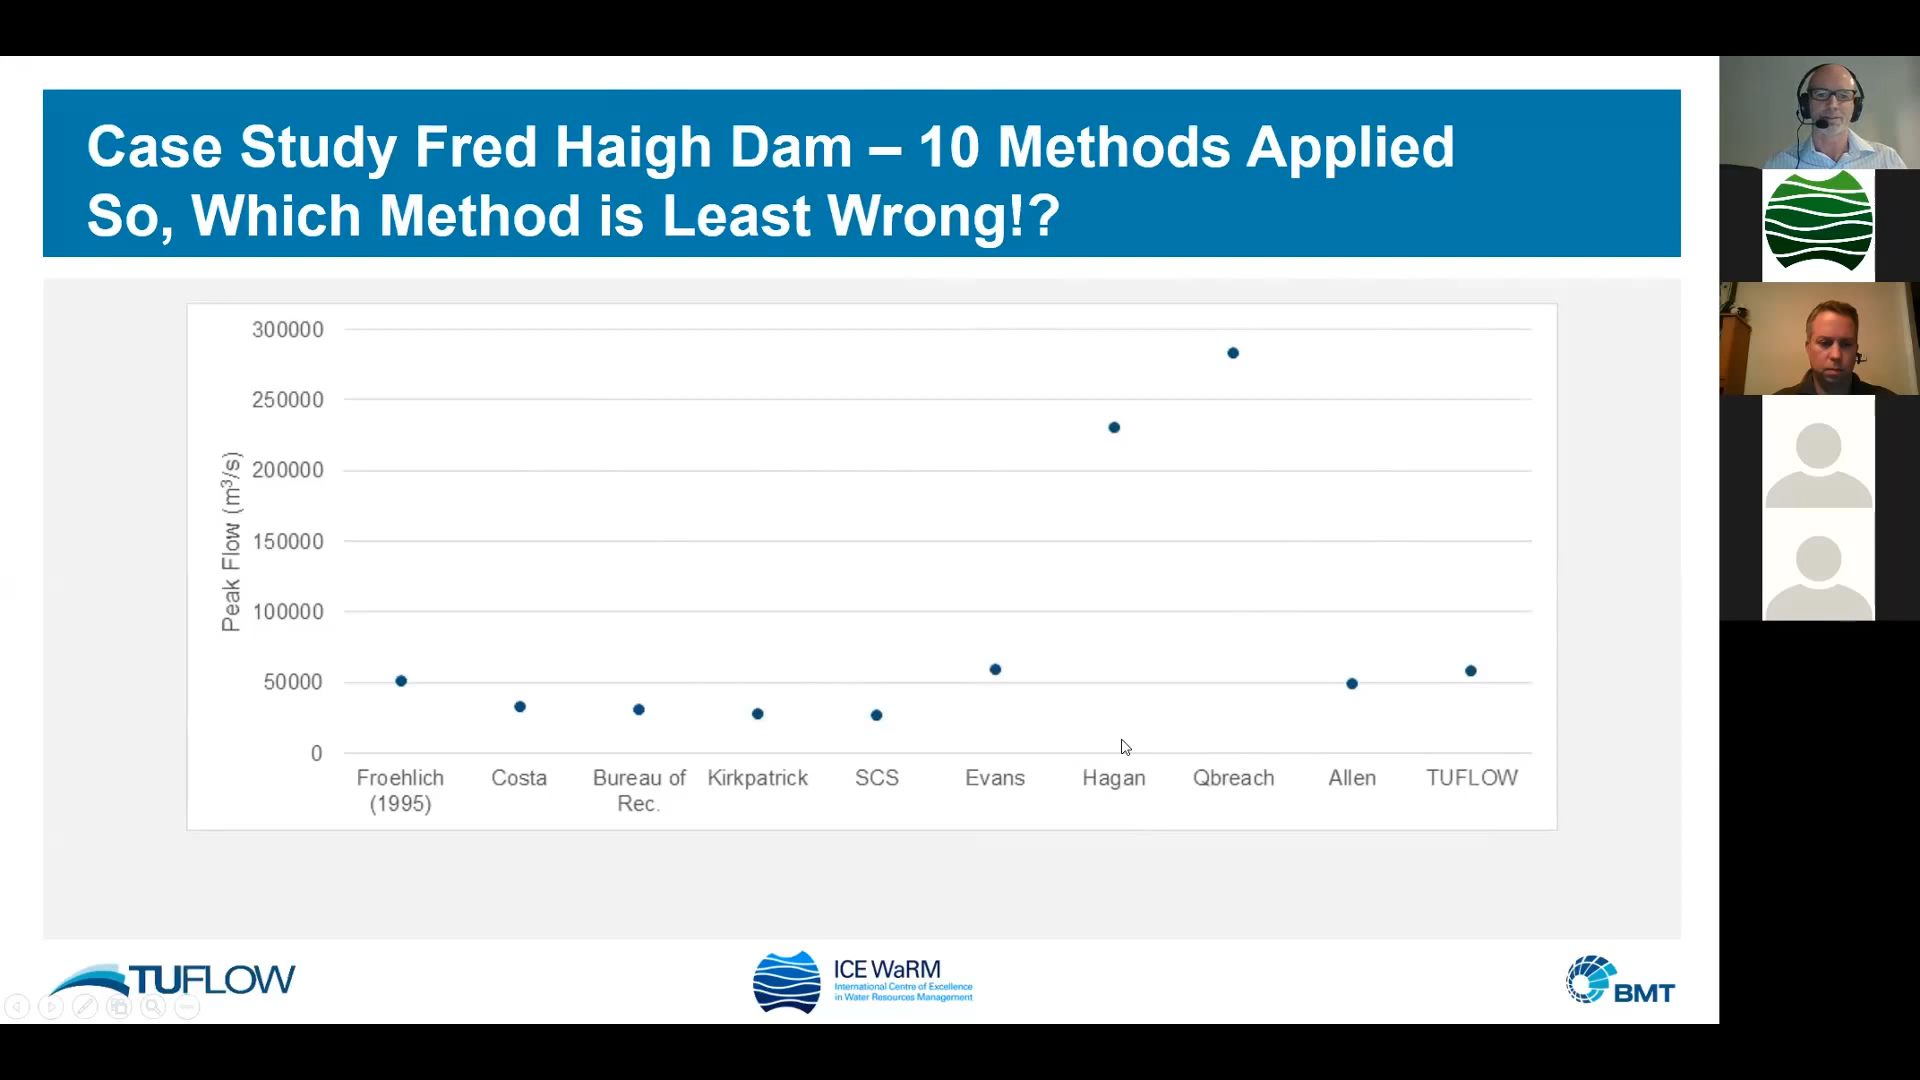 Case Study Fred Haigh Dam – 10 Methods Applied
So, Which Method is Least Wrong!?
300000
250000
200000
150000
100000
50000
0
Peak Flow (m³/s)
Froehlich (1995)
Costa
Bureau of Rec.
Kirkpatrick
SCS
Evans
Hagan
Qbreach
Allen
TUFLOW
TUFLOW
ICE WaRM
International Centre of Excellence
in Water Resources Management
BMT